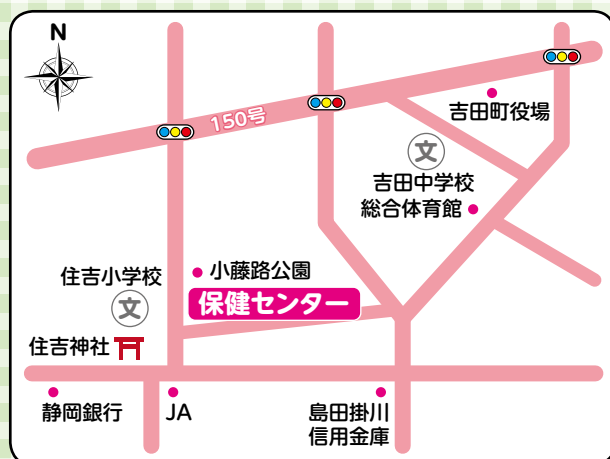 N
150号
吉田町役場
文
吉田中学校
総合体育館
小藤路公園
住吉小学校
保健センター
文
住吉神社
静岡銀行
JA
島田掛川
信用金庫